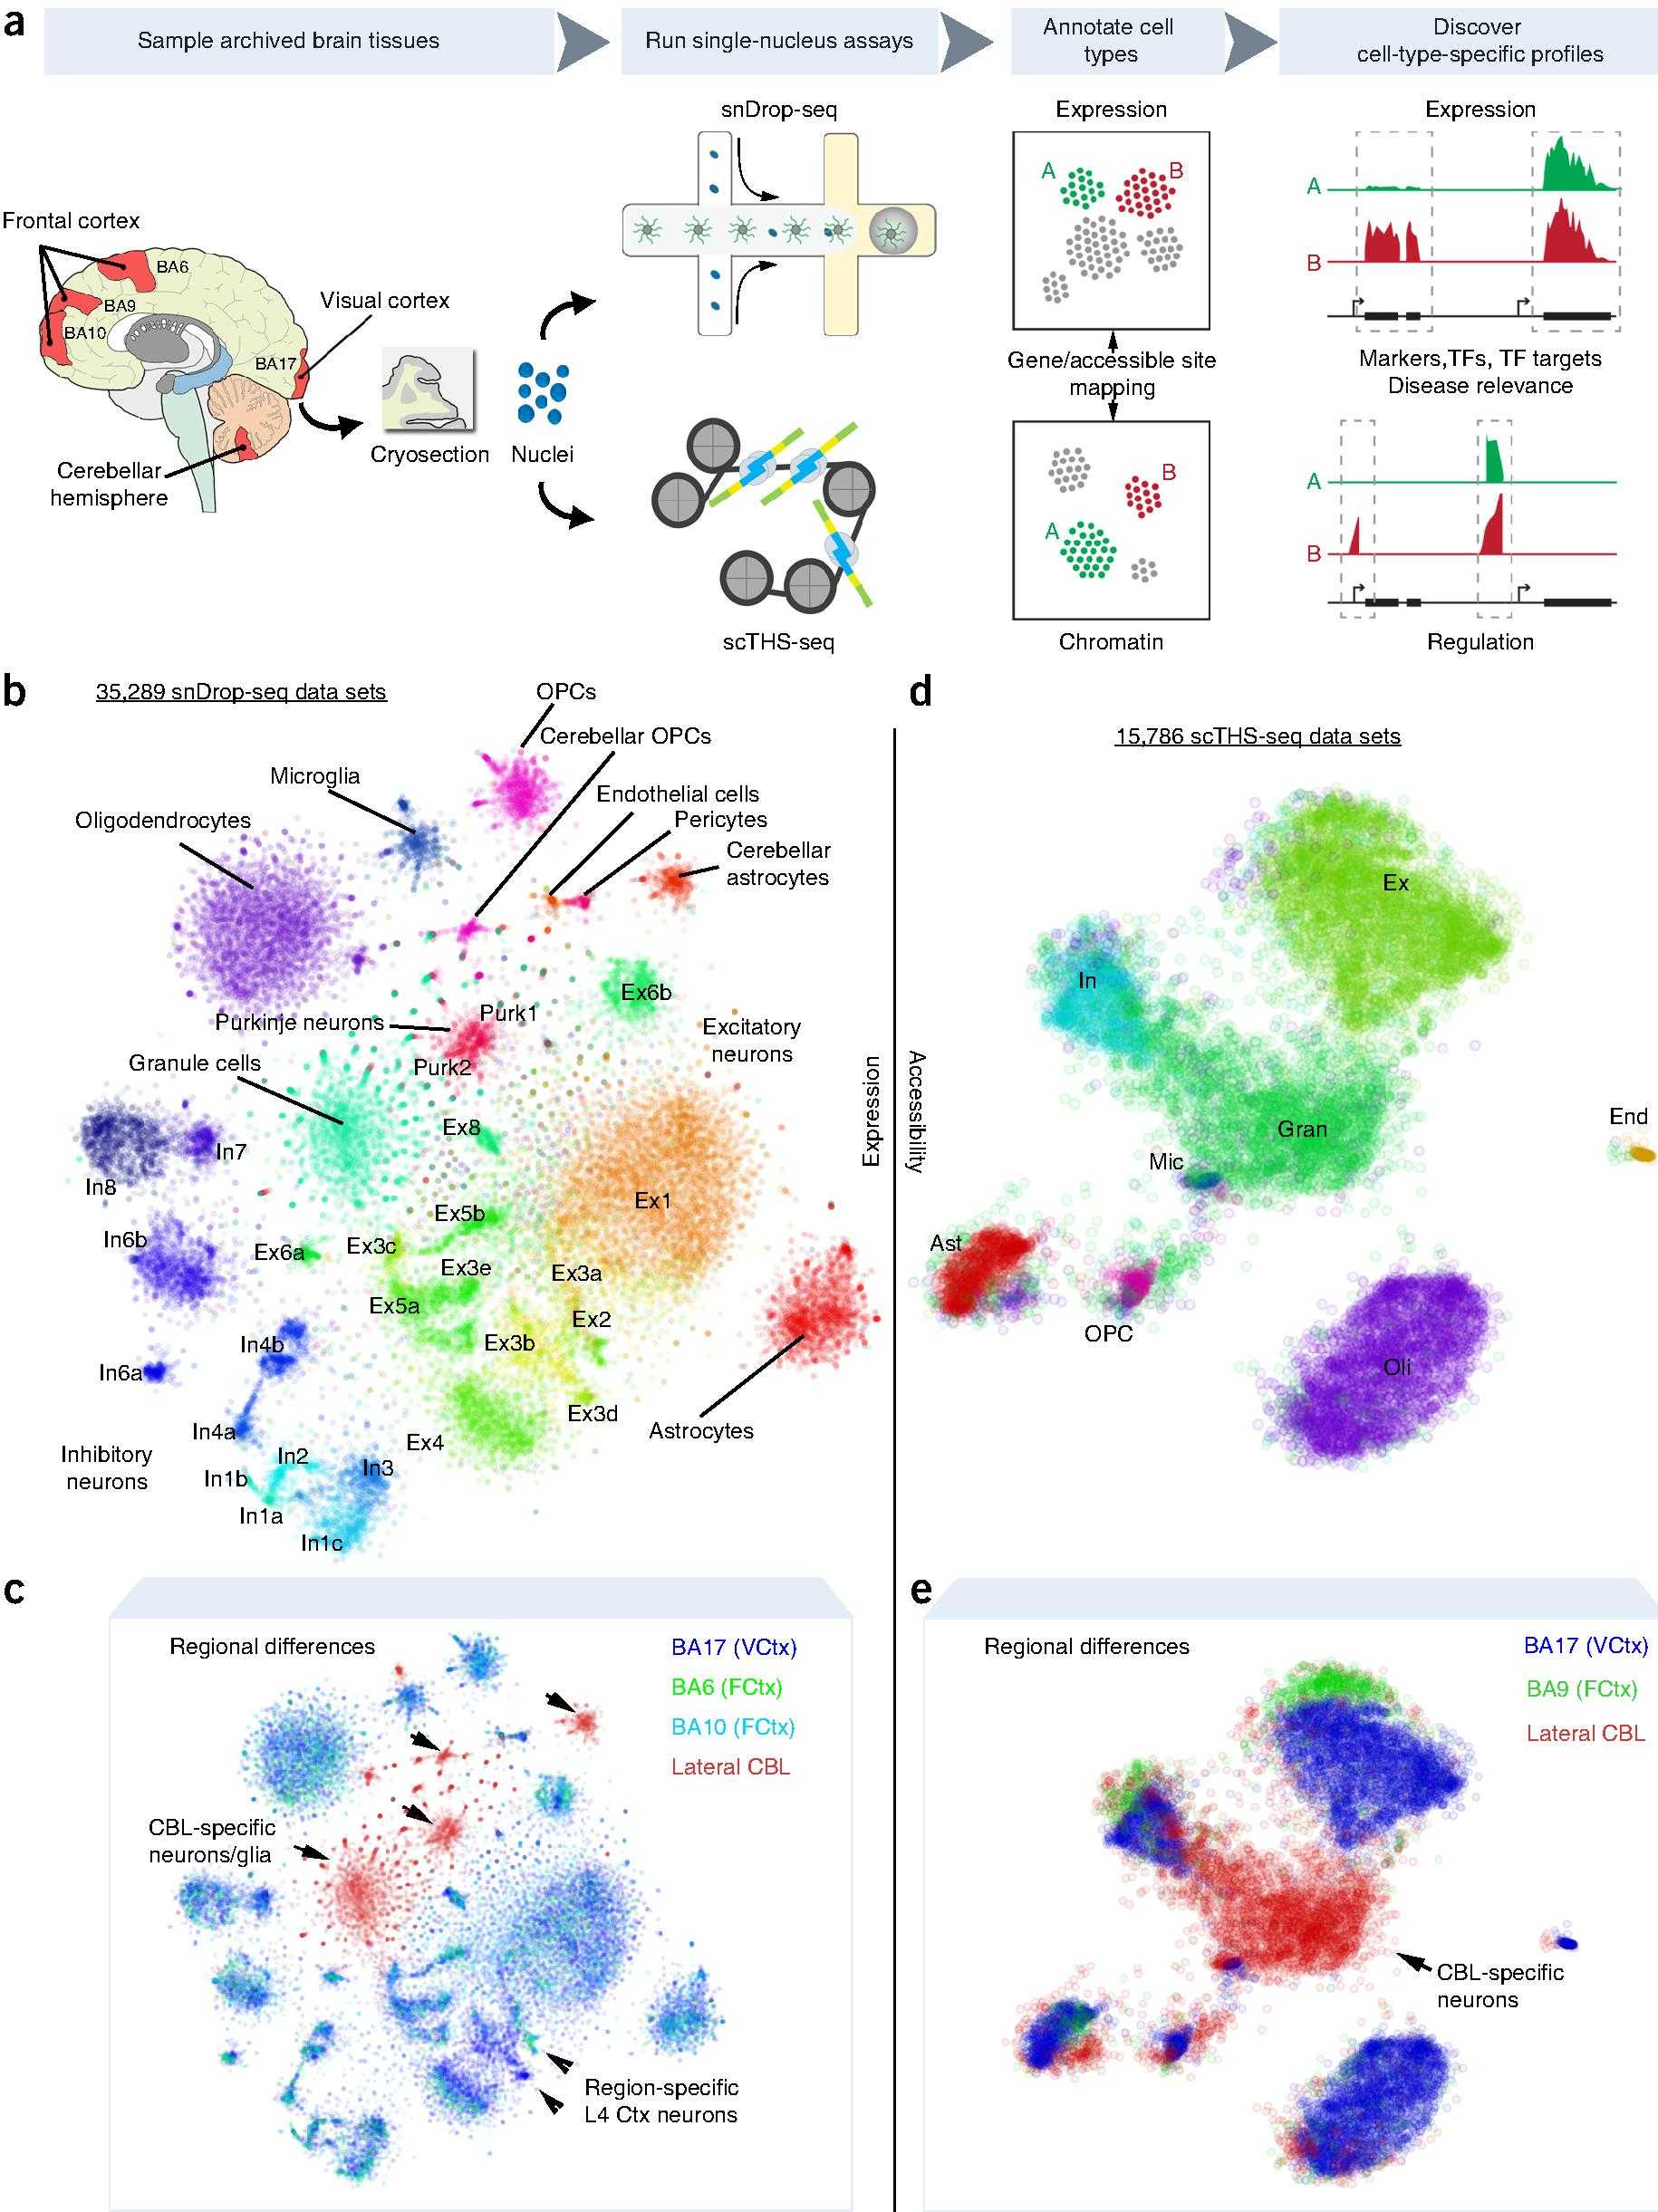 a
Sample archived brain tissues
Run single-nucleus assays
Annotate cell
types
Discover
cell-type-specific profiles
Frontal cortex
BA6
BA9
BA10
Visual cortex
BA17
Cerebellar
hemisphere
Cryosection
Nuclei
snDrop-seq
scTHS-seq
Expression
A
B
Gene/accessible site
mapping
B
A
Chromatin
Expression
A
B
Markers,TFs, TF targets
Disease relevance
A
B
Regulation
b
35,289 snDrop-seq data sets
OPCs
Cerebellar OPCs
Microglia
Endothelial cells
Pericytes
Oligodendrocytes
Cerebellar
astrocytes
Ex6b
Purk1
Purkinje neurons
Excitatory
neurons
Granule cells
Purk2
Ex8
In7
In8
Ex1
Ex5b
In6b
Ex6a
Ex3c
Ex3e
Ex3a
Ex5a
Ex2
Ex3b
In4b
In6a
Ex3d
Astrocytes
In4a
Ex4
Inhibitory
neurons
In2
In3
In1b
In1a
In1c
Expression
Accessibility
d
15,786 scTHS-seq data sets
Ex
In
Gran
End
Mic
Ast
OPC
Oli
c
Regional differences
BA17 (VCtx)
BA6 (FCtx)
BA10 (FCtx)
Lateral CBL
CBL-specific
neurons/glia
Region-specific
L4 Ctx neurons
e
Regional differences
BA17 (VCtx)
BA9 (FCtx)
Lateral CBL
CBL-specific
neurons